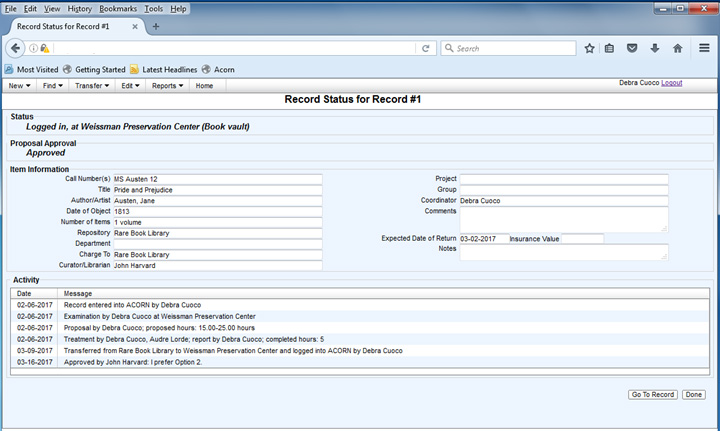 File Edit View History Bookmarks Tools Help
Record Status for Record #1
Search
Most Visited Getting Started Latest Headlines Acorn
New Find Transfer Edit Reports Home Debra Cuoco Logout
Record Status for Record #1
Status
Logged in, at Weissman Preservation Center (Book vault)
Proposal Approval
Approved
Item Information
Call Number(s) MS Austen 12
Title Pride and Prejudice
Author/Artist Austen, Jane
Date of Object 1813
Number of Items 1 volume
Repository Rare Book Library
Department
Charge To Rare Book Library
Curator/Librarian John Harvard
Project
Group
Coordinator Debra Cuoco
Comments
Expected Date of Return 03-02-2017 Insurance Value
Notes
Activity
Date Message
02-06-2017 Record entered into ACORN by Debra Cuoco
02-06-2017 Examination by Debra Cuoco at Weissman Preservation Center
02-06-2017 Proposal by Debra Cuoco; proposed hours: 15.00-25.00 hours
02-06-2017 Treatment by Debra Cuoco, Audre Lorde; report by Debra Cuoco; completed hours: 5
03-09-2017 Transferred from Rare Book Library to Weissman Preservation Center and logged into ACORN by Debra Cuoco
03-16-2017 Approved by John Harvard: I prefer Option 2.
Go To Record Done